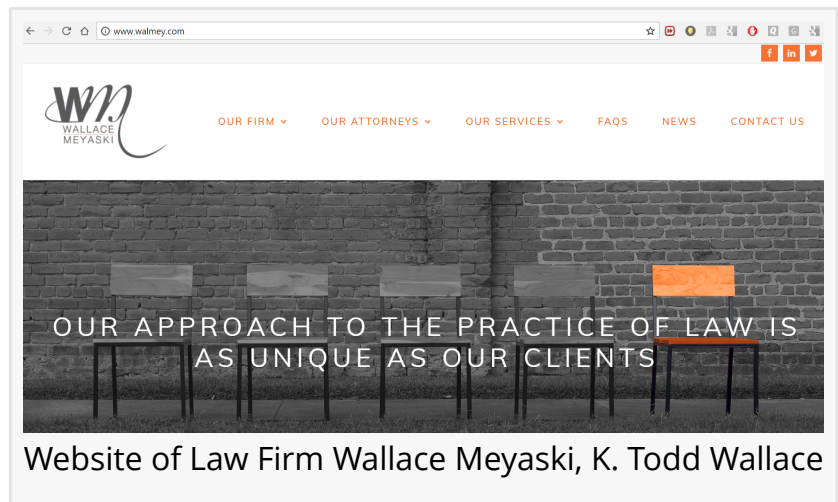 www.walmey.com
f in
WM
WALLACE
MEYASKI
OUR FIRM OUR ATTORNEYS OUR SERVICES FAQS NEWS CONTACT US
OUR APPROACH TO THE PRACTICE OF LAW IS
AS UNIQUE AS OUR CLIENTS
Website of Law Firm Wallace Meyaski, K. Todd Wallace